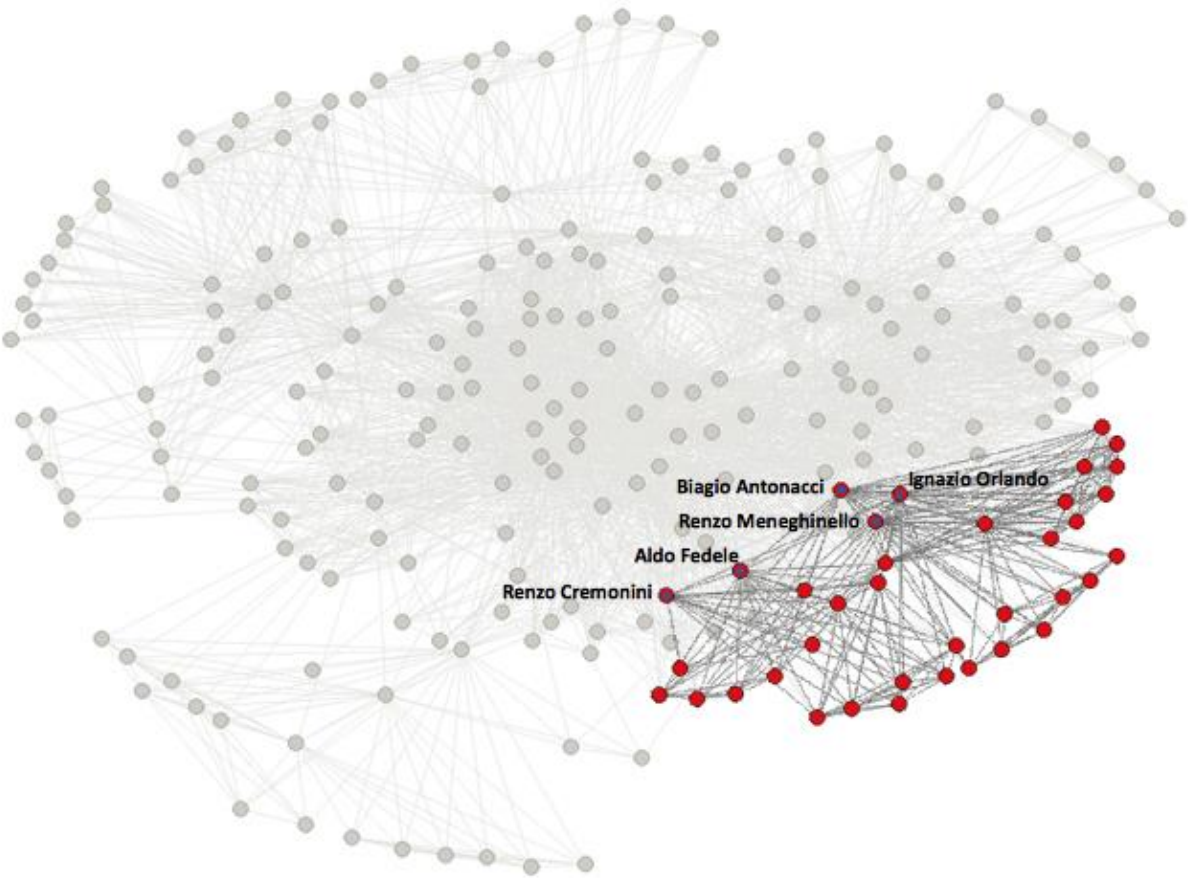 Biagio Antonacci
Ignazio Orlando
Renzo Meneghinello
Aldo Fedele
Renzo Cremonini